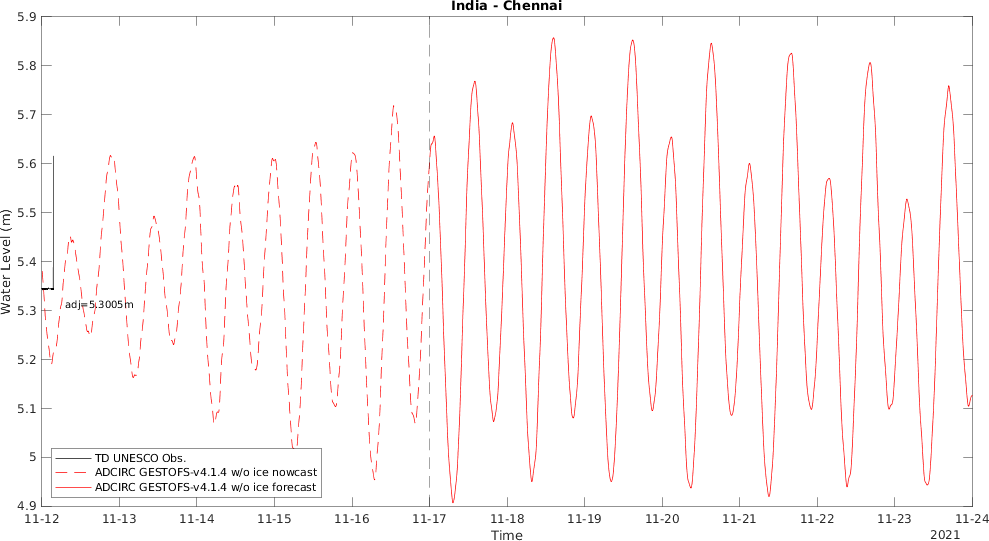 India - Chennai
5.9
5.8
5.7
5.6
5.5
5.4
5.3
5.2
5.1
5
4.9
Water Level (m)
adj=5.3005m
TD UNESCO Obs.
ADCIRC GESTOFS-v4.1.4 w/o ice nowcast
ADCIRC GESTOFS-v4.1.4 w/o ice forecast
11-12 11-13 11-14 11-15 11-16 11-17 11-18 11-19 11-20 11-21 11-22 11-23 11-24
Time
2021